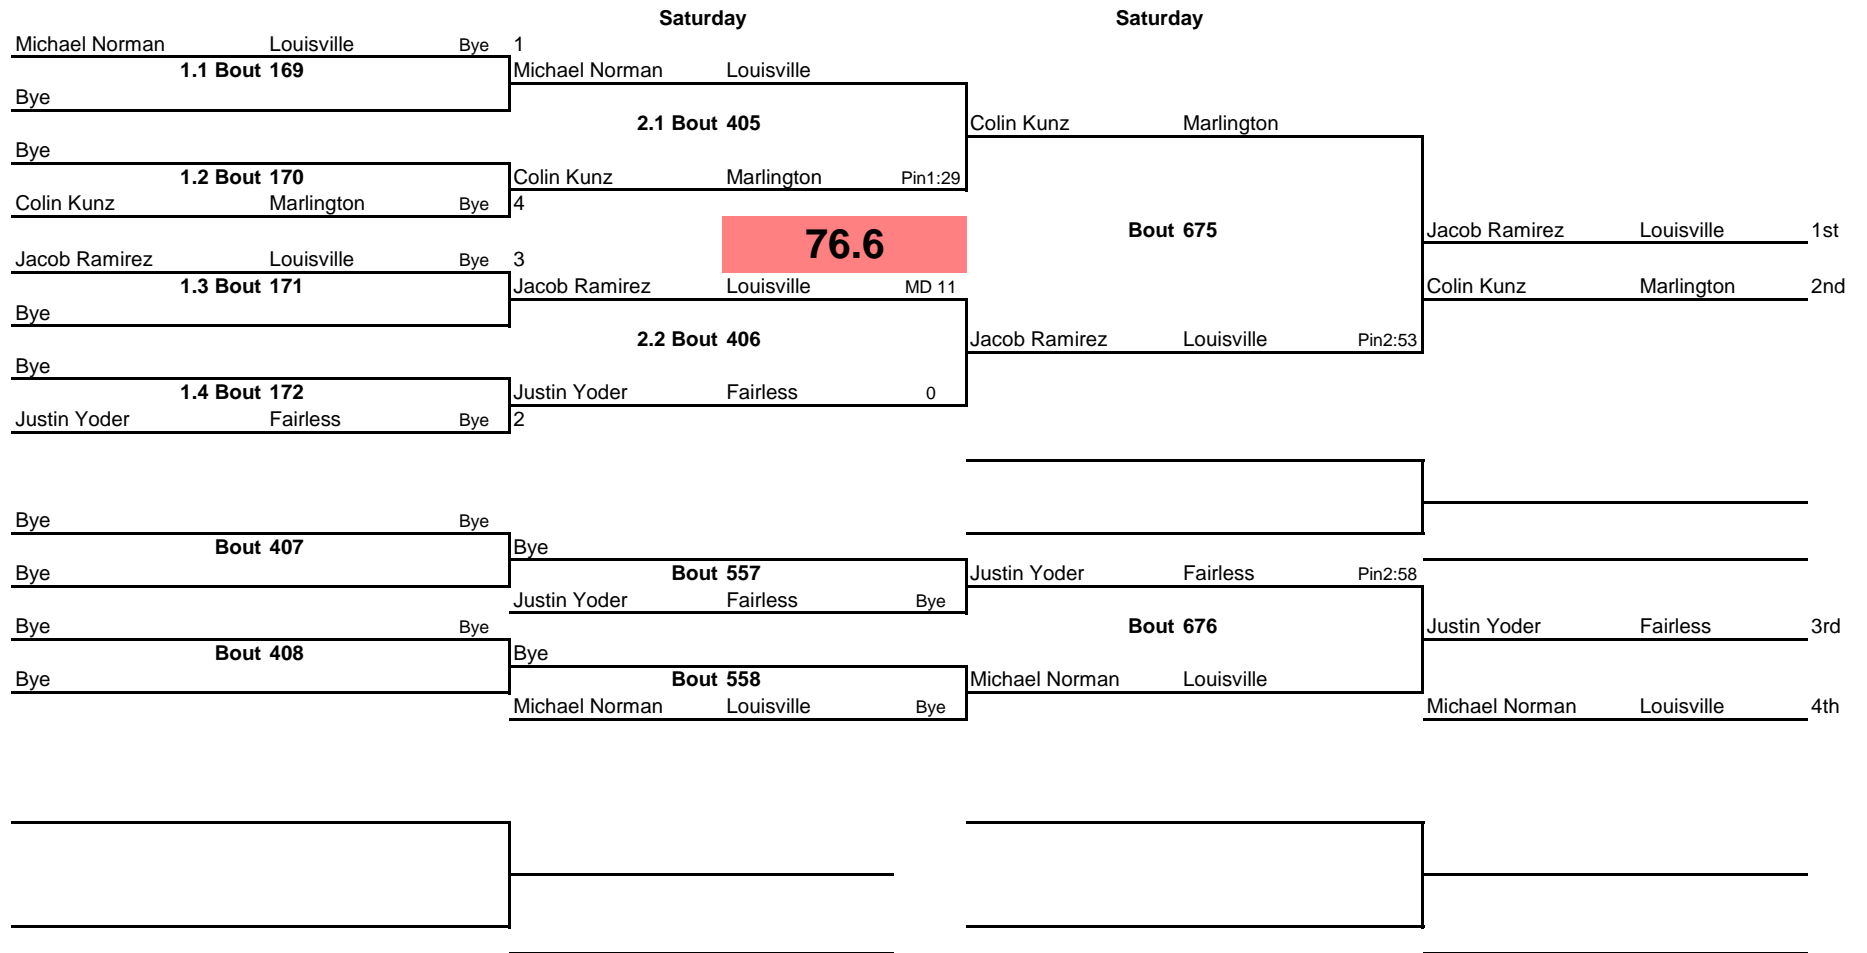 Saturday Saturday
Michael Norman Louisville Bye 1
1.1 Bout 169 Michael Norman Louisville
Bye
2.1 Bout 405 Colin Kunz Marlington
Bye
1.2 Bout 170 Colin Kunz Marlington Pin1:29
Colin Kunz Marlington Bye 4
76.6 Bout 675 Jacob Ramirez Louisville 1st
Jacob Ramirez Louisville Bye 3
1.3 Bout 171 Jacob Ramirez Louisville MD 11 Colin Kunz Marlington 2nd
Bye
2.2 Bout 406 Jacob Ramirez Louisville Pin2:53
Bye
1.4 Bout 172 Justin Yoder Fairless 0
Justin Yoder Fairless Bye 2
Bye Bye
Bout 407 Bye
Bye Bout 557 Justin Yoder Fairless Pin2:58
Justin Yoder Fairless Bye
Bye Bye Bout 676 Justin Yoder Fairless 3rd
Bout 408 Bye
Bye Bout 558 Michael Norman Louisville
Michael Norman Louisville Bye Michael Norman Louisville 4th